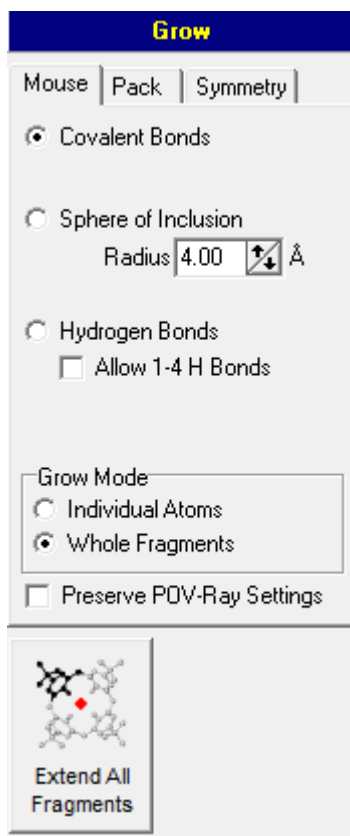 Grow
Mouse Pack Symmetry
Covalent Bonds
Sphere of Inclusion
Radius 4.00 Å
Hydrogen Bonds
Allow 1-4 H Bonds
Grow Mode
Individual Atoms
Whole Fragments
Preserve POV-Ray Settings
Extend All
Fragments